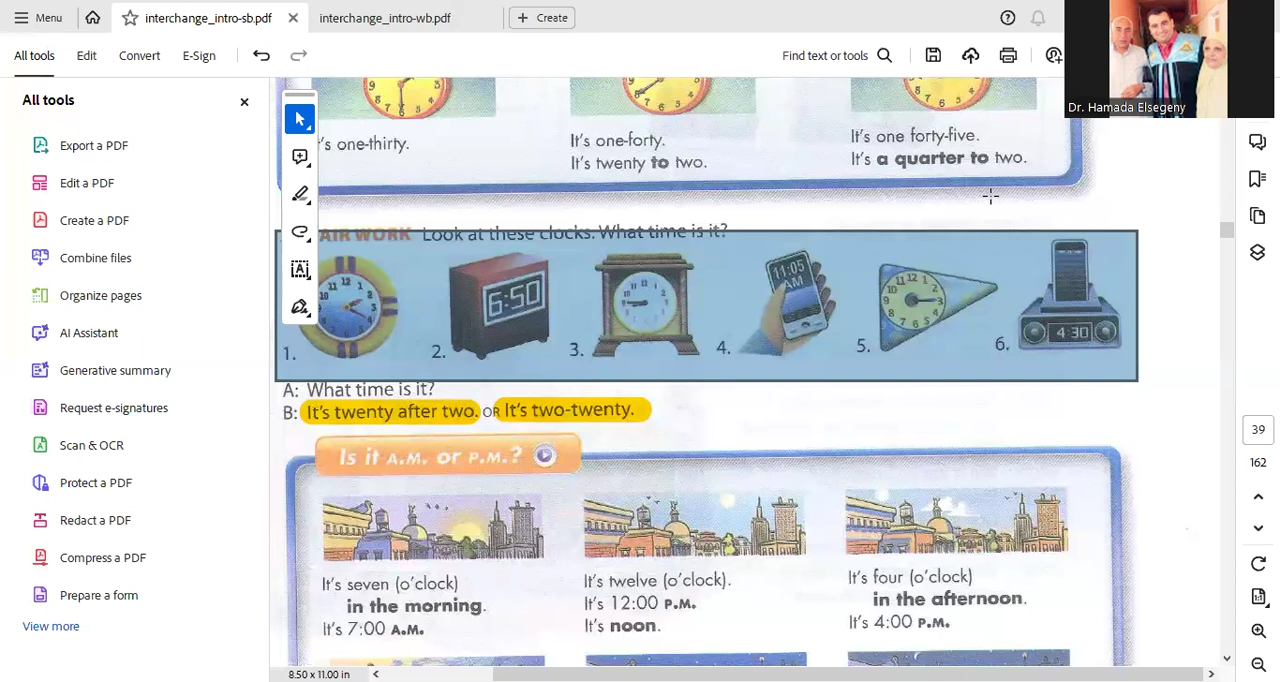 Menu interchange_intro-sb.pdf interchange_intro-wb.pdf Create
All tools Edit Convert E-Sign Find text or tools
Dr. Hamada Elsegeny
All tools
Export a PDF
Edit a PDF
Create a PDF
Combine files
Organize pages
AI Assistant
Generative summary
Request e-signatures
Scan & OCR
Protect a PDF
Redact a PDF
Compress a PDF
Prepare a form
View more
's one-thirty.
It's one-forty.
It's twenty to two.
It's one forty-five.
It's a quarter to two.
AIR WORK Look at these clocks. What time is it?
1. 2. 6:50 3. 4. 11:05 AM 5. 6. 4:30
A: What time is it?
B: It's twenty after two. OR It's two-twenty.
Is it A.M. or P.M.?
It's seven (o'clock)
in the morning.
It's 7:00 A.M.
It's twelve (o'clock).
It's 12:00 P.M.
It's noon.
It's four (o'clock)
in the afternoon.
It's 4:00 P.M.
39
162
8.50 x 11.00 in